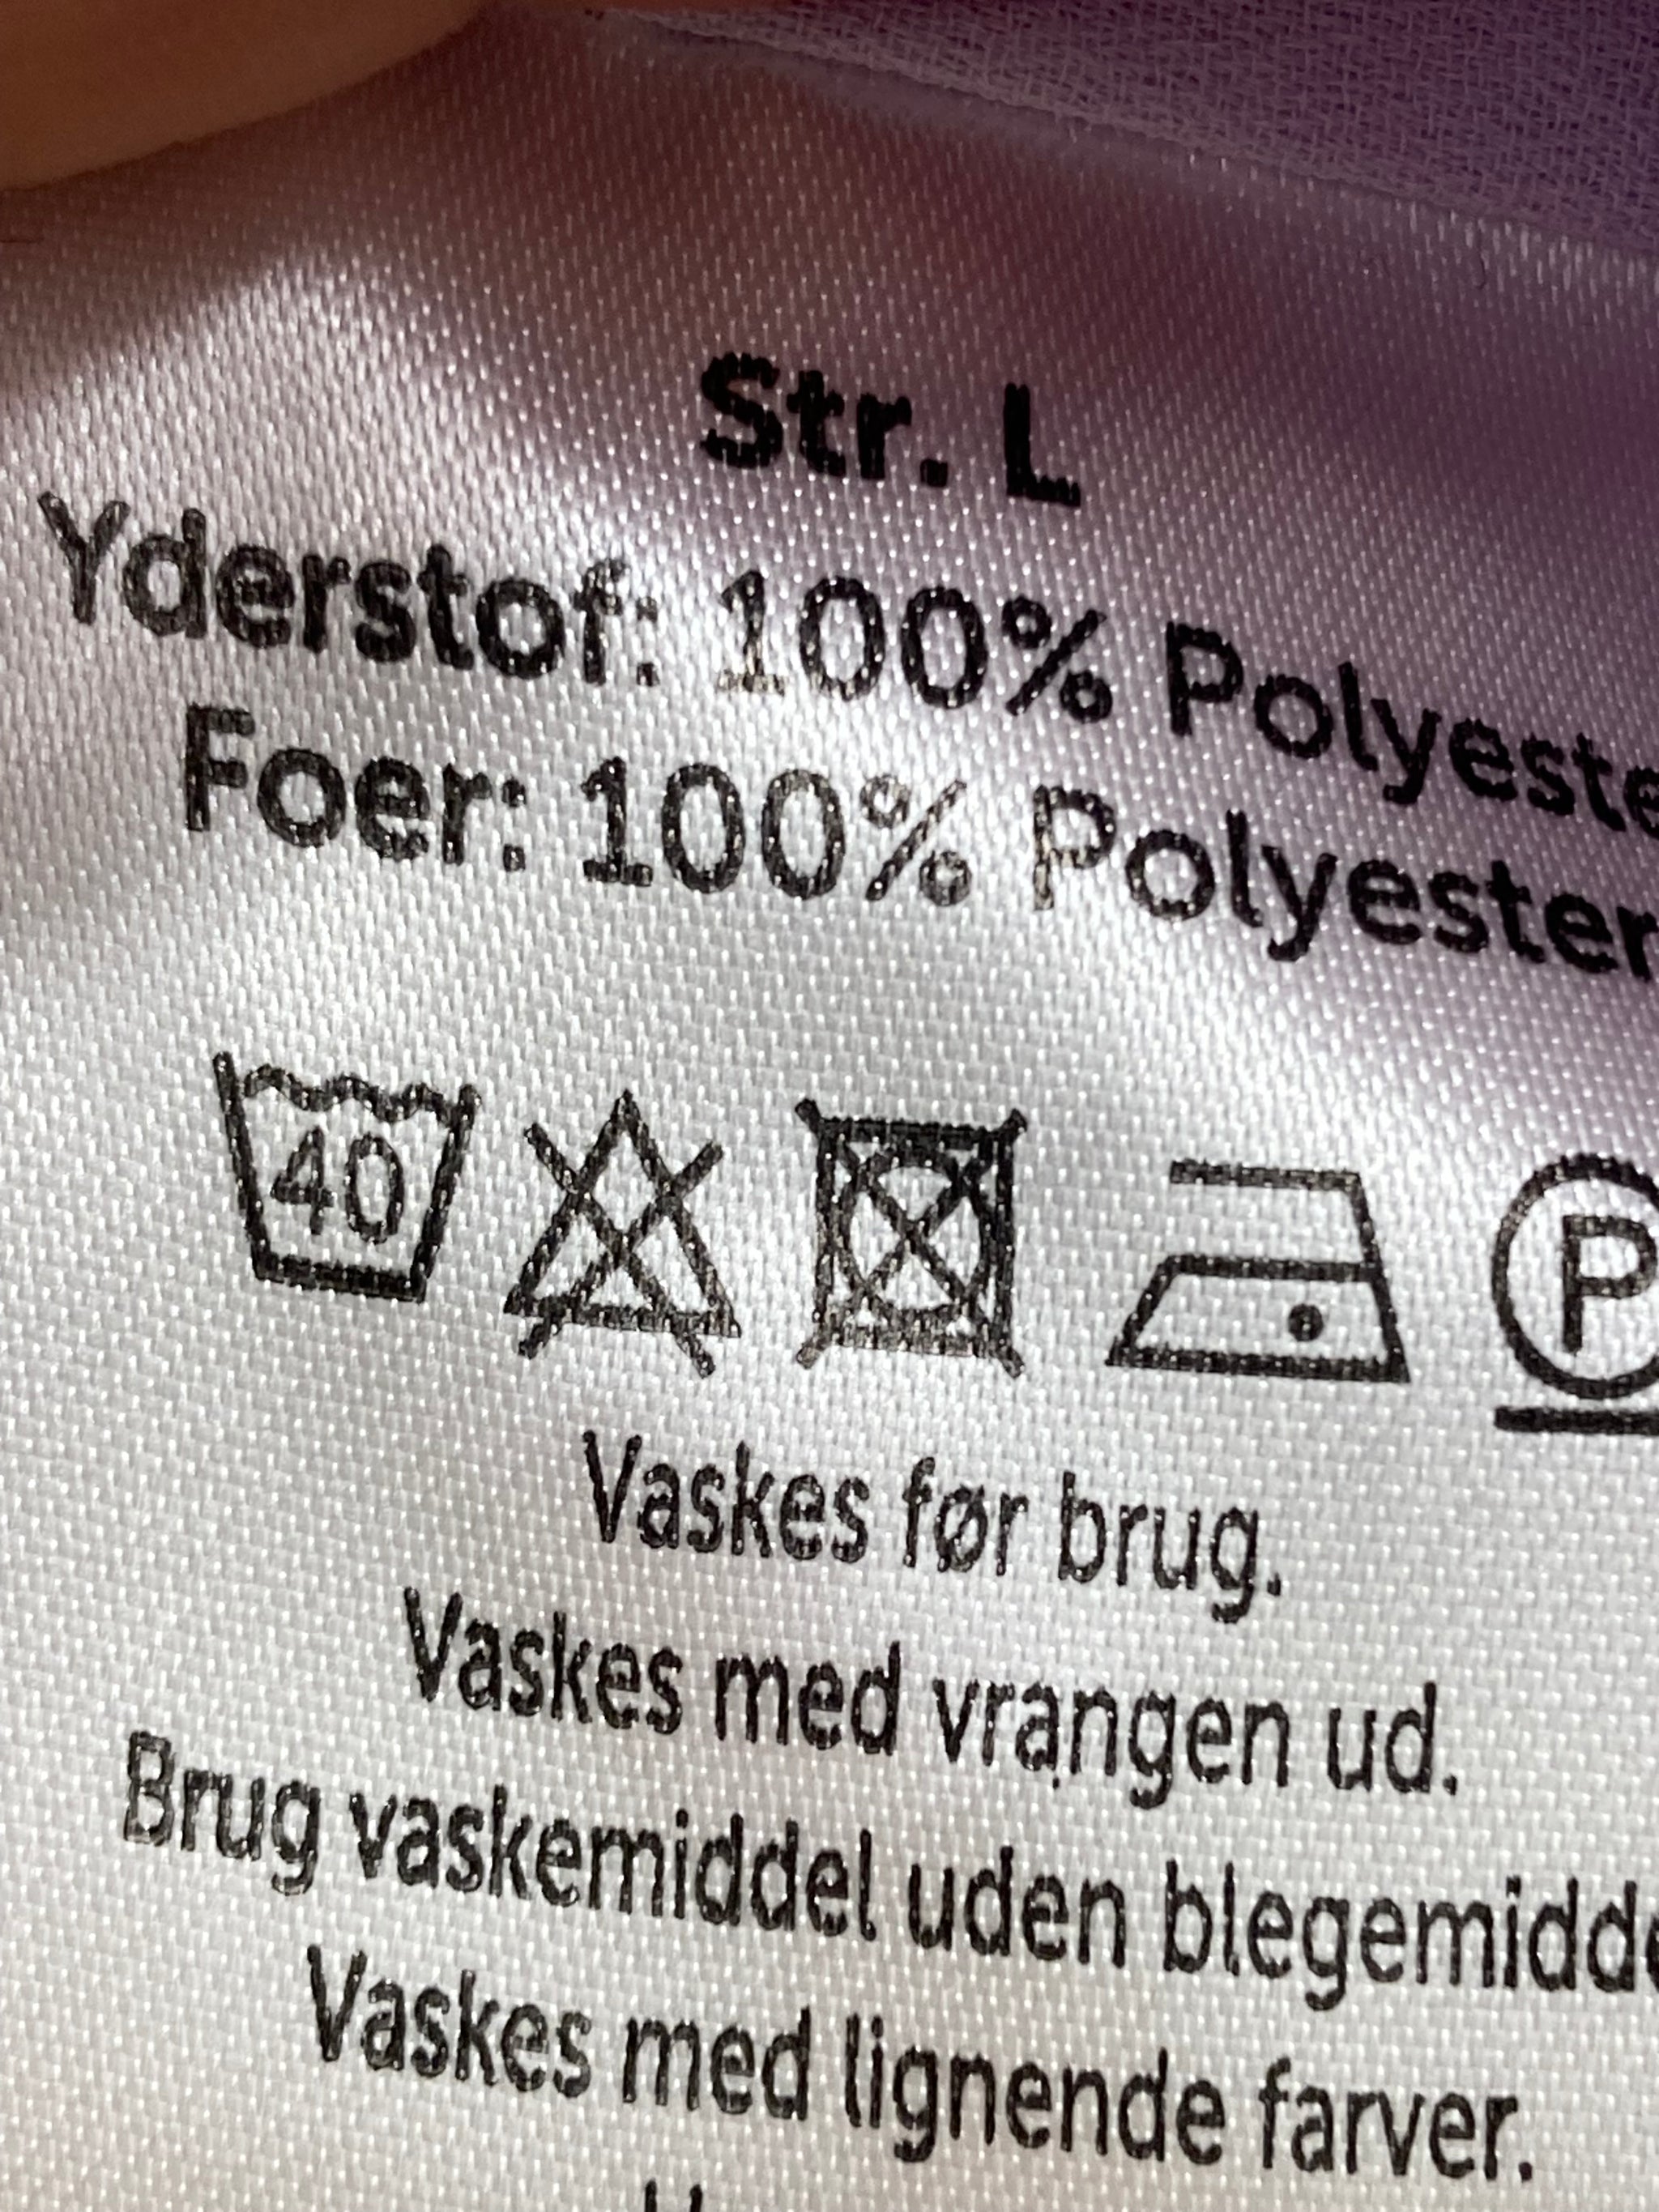 Str. L
Yderstof: 100% Polyeste
Foer: 100% Polyester
40
P
Vaskes før brug.
Vaskes med vrangen ud.
Brug vaskemiddel uden blegemidde
Vaskes med lignende farver.